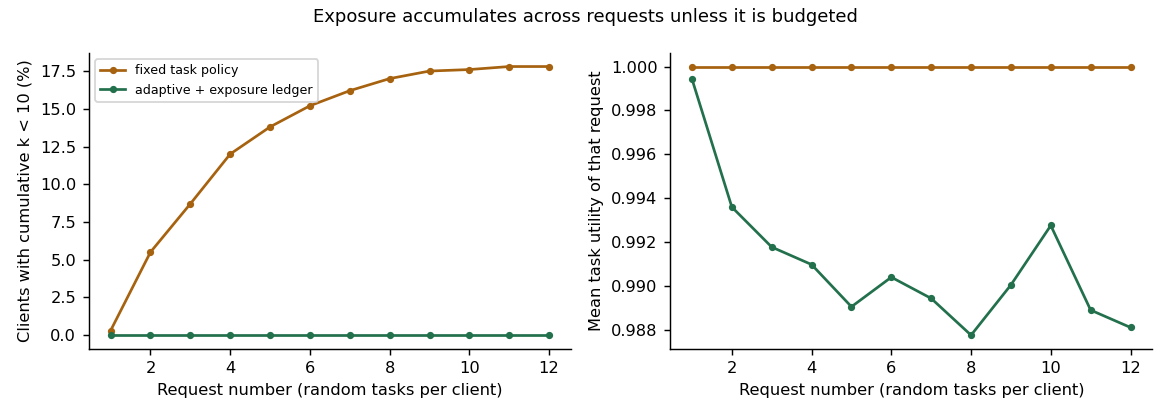 Exposure accumulates across requests unless it is budgeted
Clients with cumulative k < 10 (%)
17.5
15.0
12.5
10.0
7.5
5.0
2.5
0.0
fixed task policy
adaptive + exposure ledger
2 4 6 8 10 12
Request number (random tasks per client)
Mean task utility of that request
1.000
0.998
0.996
0.994
0.992
0.990
0.988
2 4 6 8 10 12
Request number (random tasks per client)